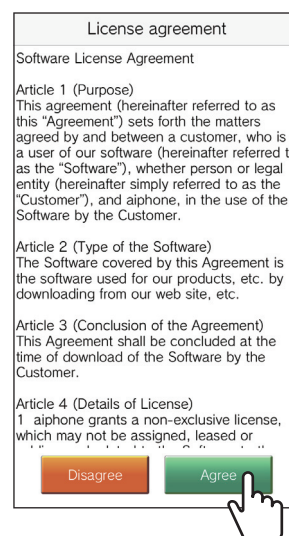 License agreement
Software License Agreement
Article 1 (Purpose)
This agreement (hereinafter referred to as
this “Agreement”) sets forth the matters
agreed by and between a customer, who is
a user of our software (hereinafter referred t
as the “Software”), whether person or legal
entity (hereinafter simply referred to as the
“Customer”), and aiphone, in the use of the
Software by the Customer.
Article 2 (Type of the Software)
The Software covered by this Agreement is
the software used for our products, etc. by
downloading from our web site, etc.
Article 3 (Conclusion of the Agreement)
This Agreement shall be concluded at the
time of download of the Software by the
Customer.
Article 4 (Details of License)
1 aiphone grants a non-exclusive license,
which may not be assigned, leased or
Disagree
Agree